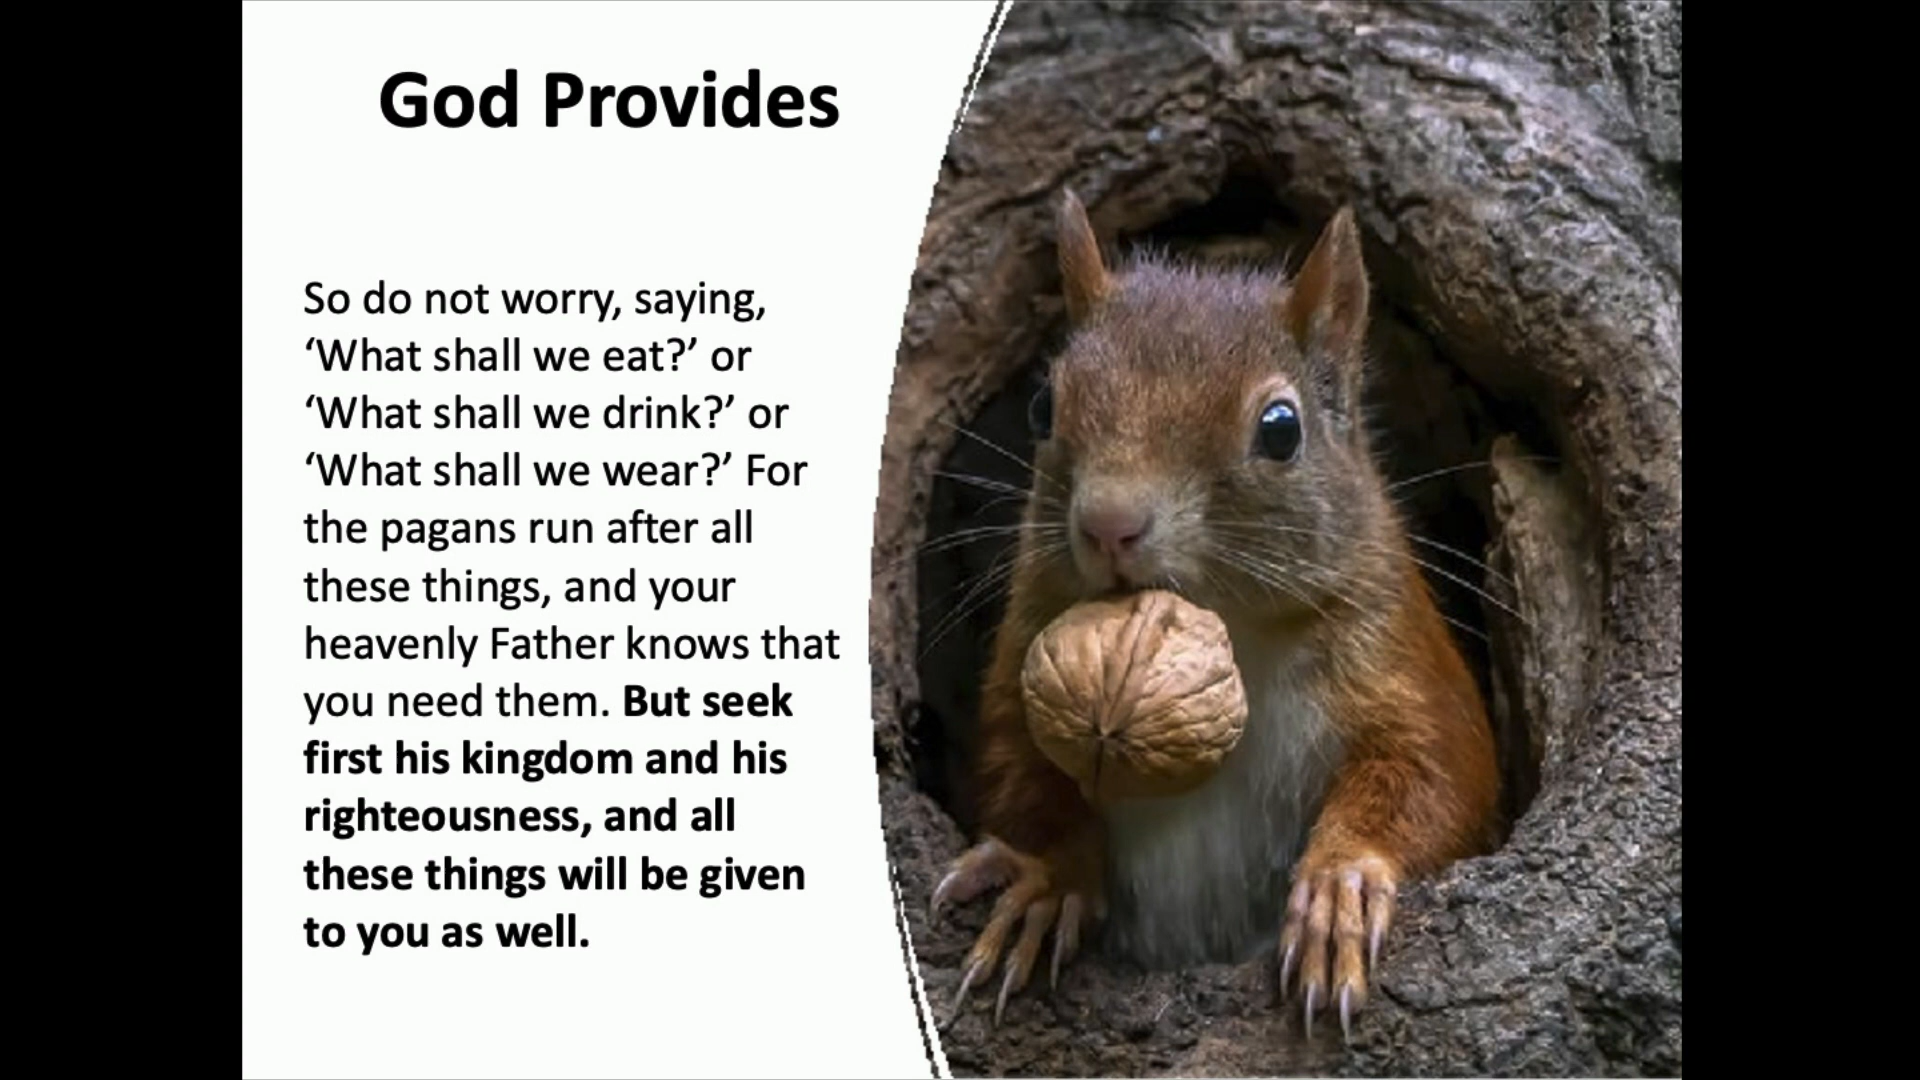 God Provides
So do not worry, saying,
‘What shall we eat?’ or
‘What shall we drink?’ or
‘What shall we wear?’ For
the pagans run after all
these things, and your
heavenly Father knows that
you need them. But seek
first his kingdom and his
righteousness, and all
these things will be given
to you as well.